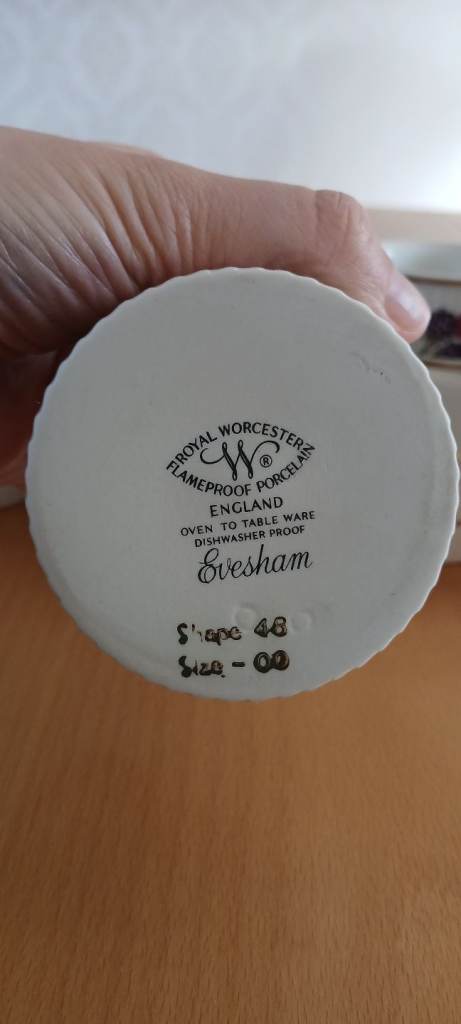 ROYAL WORCESTER
W®
FLAMEPROOF PORCELAIN
ENGLAND
OVEN TO TABLE WARE
DISHWASHER PROOF
Evesham
Shape 48
Size - 00